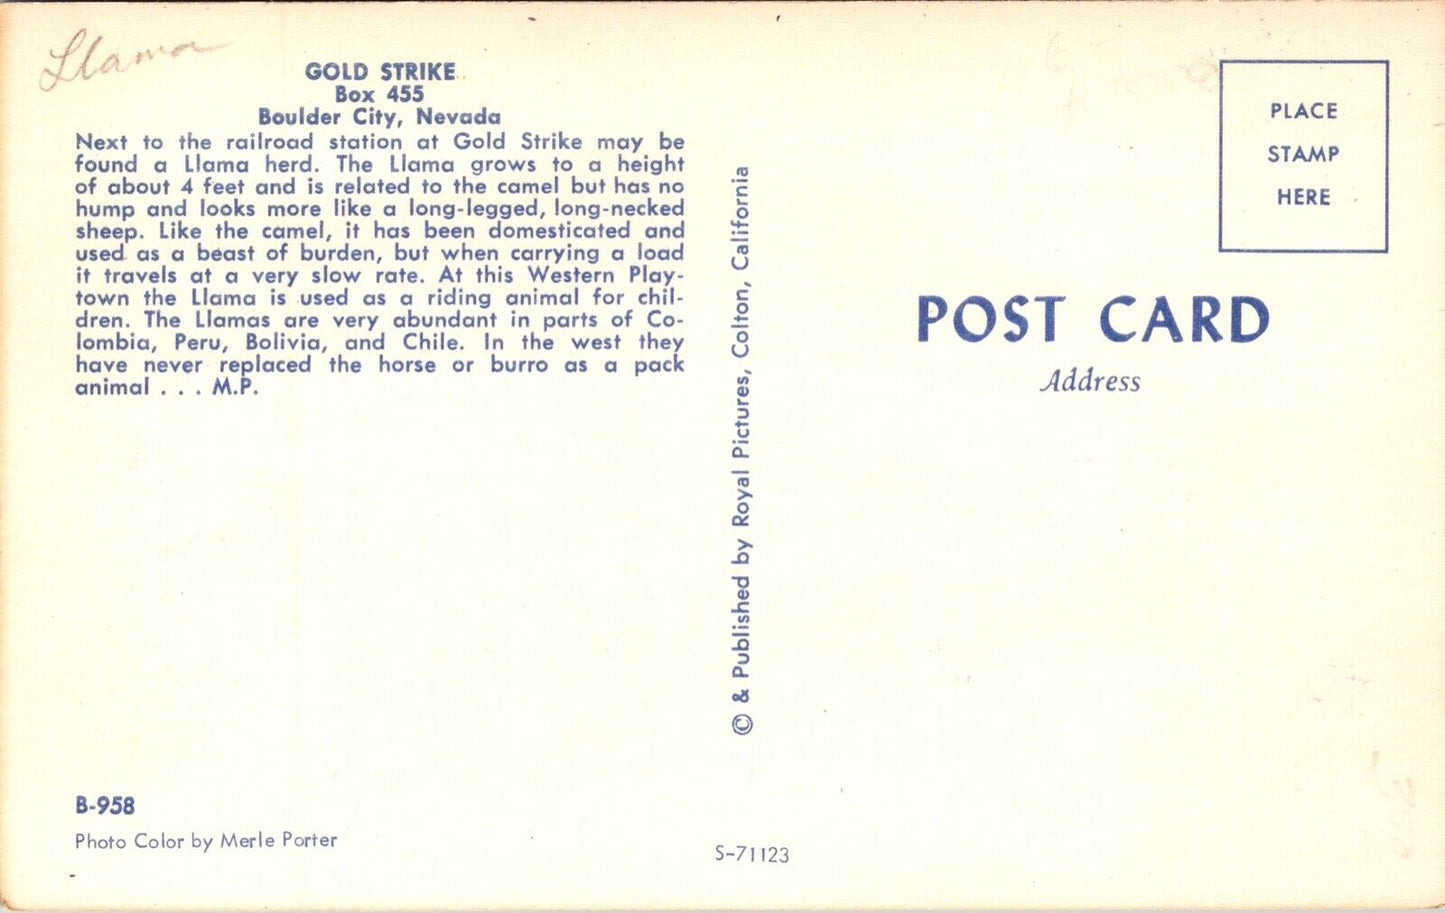 Llama
GOLD STRIKE
Box 455
Boulder City, Nevada
Next to the railroad station at Gold Strike may be
found a Llama herd. The Llama grows to a height
of about 4 feet and is related to the camel but has no
hump and looks more like a long-legged, long-necked
sheep. Like the camel, it has been domesticated and
used as a beast of burden, but when carrying a load
it travels at a very slow rate. At this Western Play-
town the Llama is used as a riding animal for chil-
dren. The Llamas are very abundant in parts of Co-
lombia, Peru, Bolivia, and Chile. In the west they
have never replaced the horse or burro as a pack
animal . . . M.P.
B-958
Photo Color by Merle Porter
© & Published by Royal Pictures, Colton, California
S-71123
PLACE
STAMP
HERE
POST CARD
Address